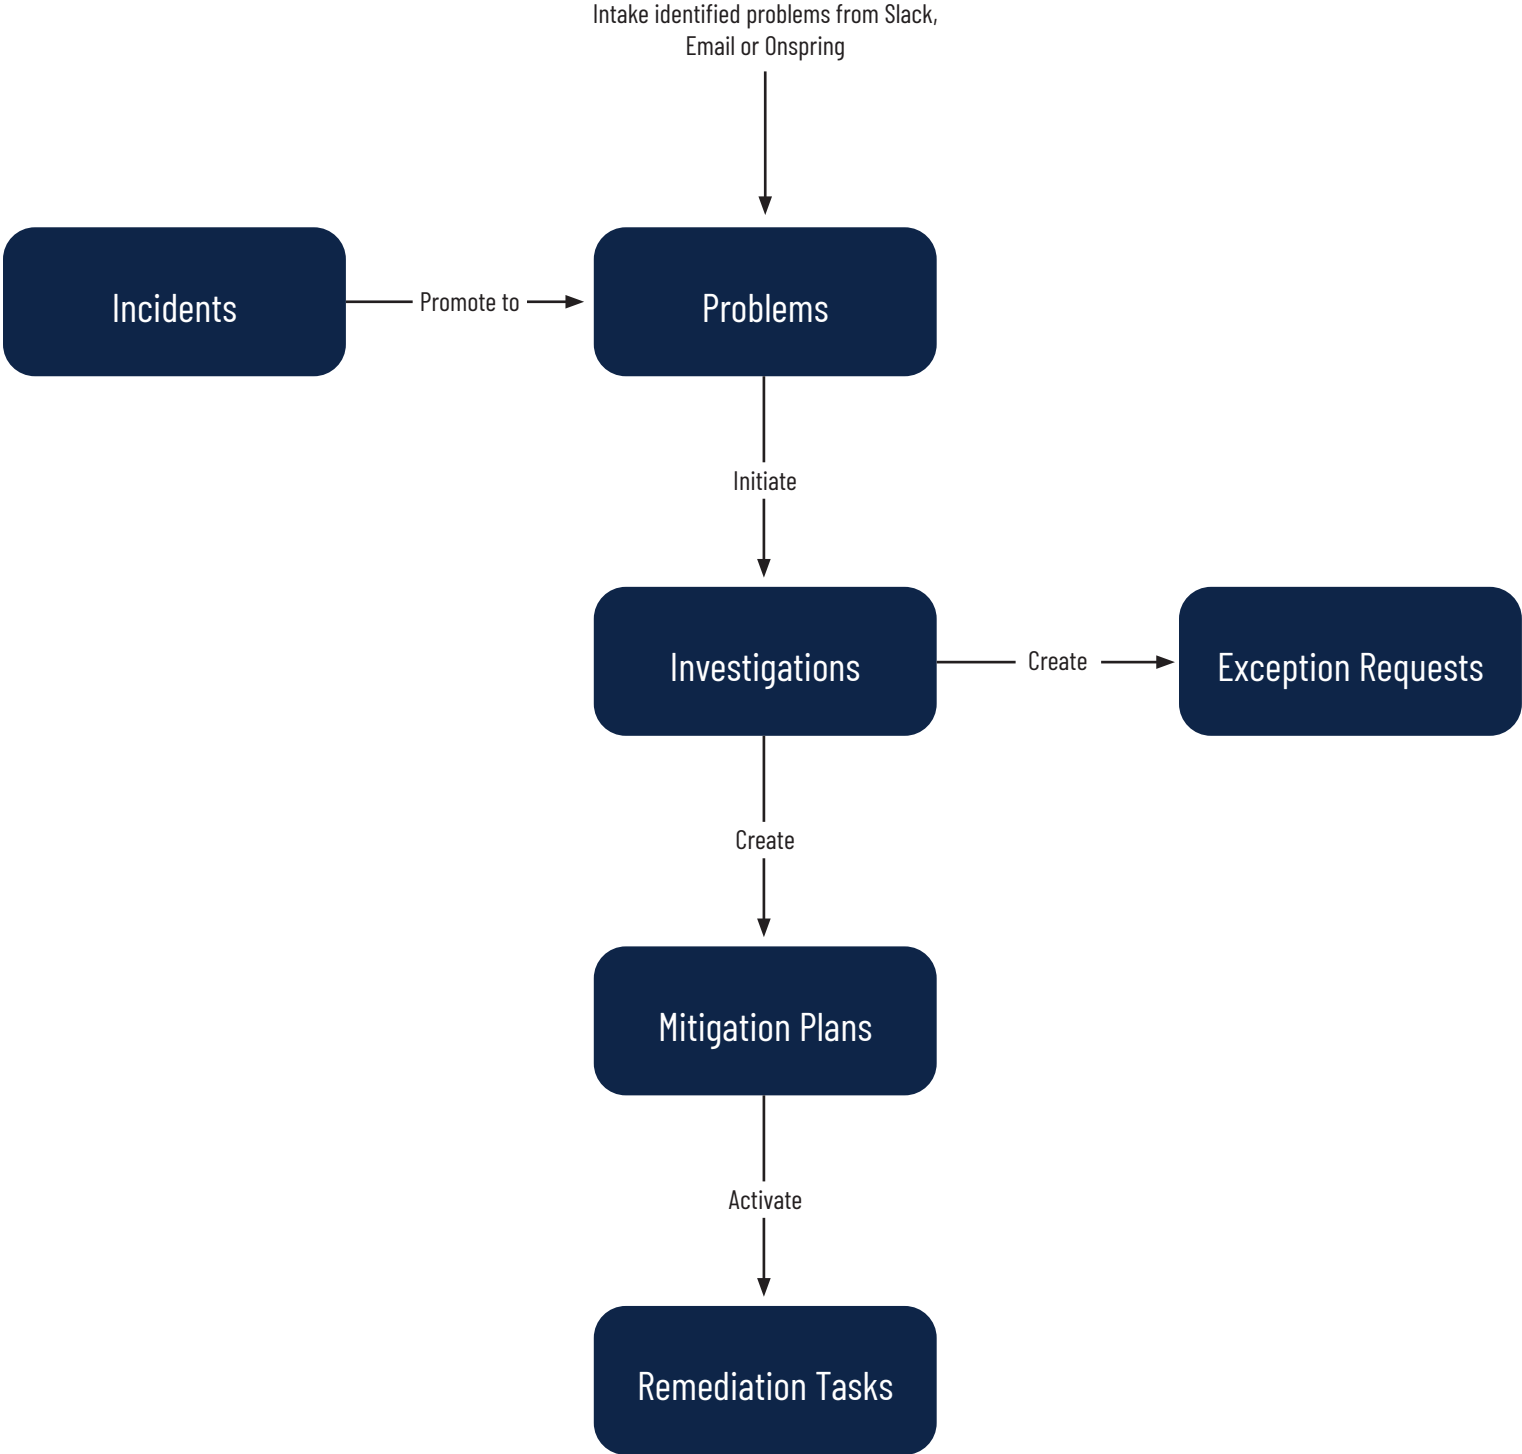 Intake identified problems from Slack,
Email or Onspring
Incidents
Promote to
Problems
Initiate
Investigations
Create
Exception Requests
Create
Mitigation Plans
Activate
Remediation Tasks